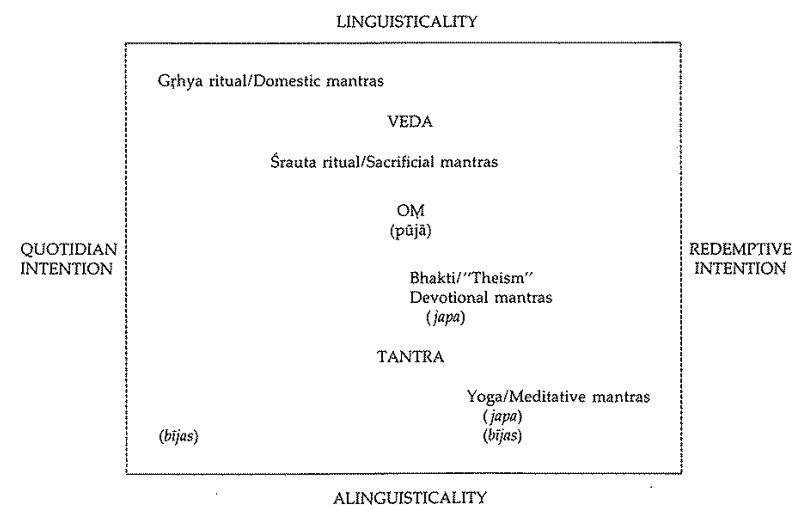 LINGUISTICALITY
Gṛhya ritual/Domestic mantras
VEDA
Śrauta ritual/Sacrificial mantras
OṂ
(pūjā)
QUOTIDIAN
INTENTION
REDEMPTIVE
INTENTION
Bhakti/"Theism"
Devotional mantras
(japa)
TANTRA
Yoga/Meditative mantras
(japa)
(bījas)
(bījas)
ALINGUISTICALITY